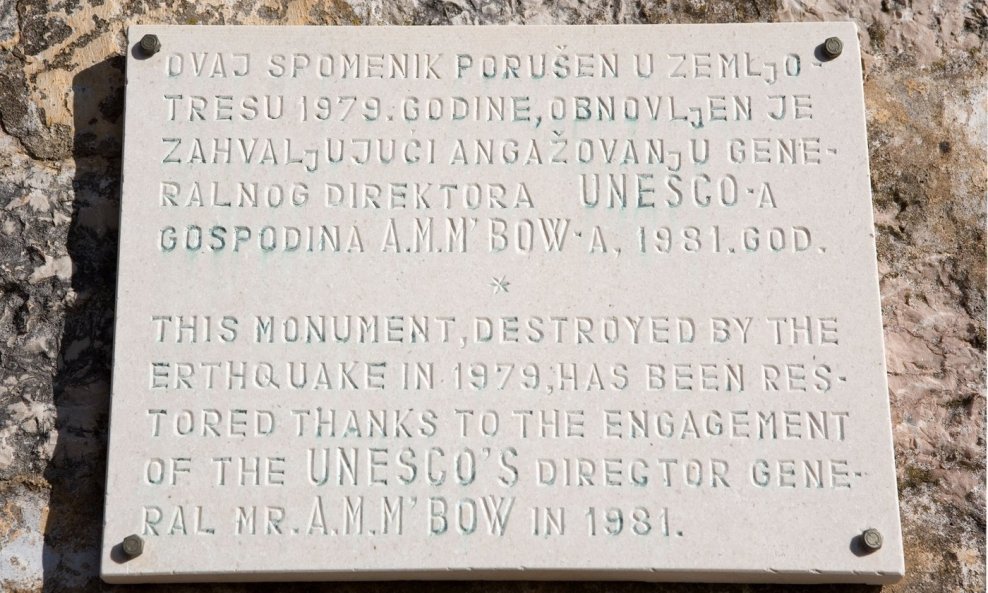 OVAJ SPOMENIK PORUŠEN U ZEMLJO-
TRESU 1979. GODINE, OBNOVLJEN JE
ZAHVALJUJUĆI ANGAŽOVANJU GENE-
RALNOG DIREKTORA UNESCO-A
GOSPODINA A.M.M'BOW-A, 1981. GOD.
*
THIS MONUMENT, DESTROYED BY THE
ERTHQUAKE IN 1979, HAS BEEN RES-
TORED THANKS TO THE ENGAGEMENT
OF THE UNESCO'S DIRECTOR GENE-
RAL MR. A.M.M'BOW IN 1981.